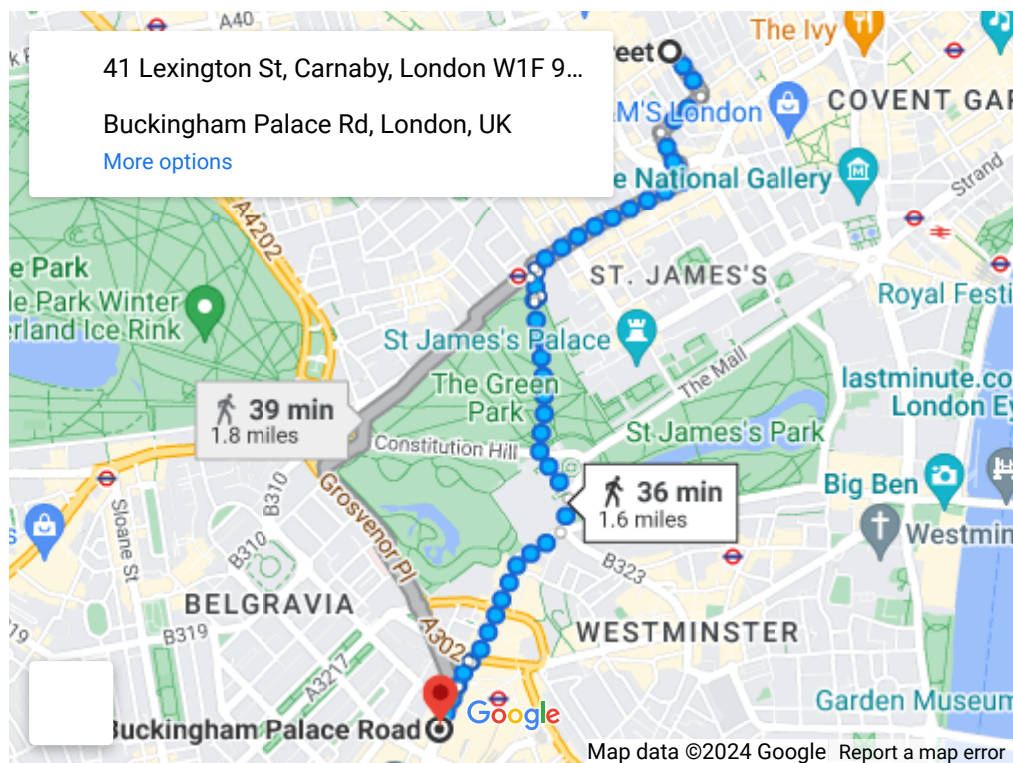 A40
The Ivy
41 Lexington St, Carnaby, London W1F 9…
Buckingham Palace Rd, London, UK
More options
eet
M'S London
COVENT GAR
e National Gallery
Strand
A4202
e Park
de Park Winter
erland Ice Rink
ST. JAMES'S
Royal Festi
St James's Palace
The Mall
The Green
Park
lastminute.co
London Ey
39 min
1.8 miles
Constitution Hill
St James's Park
36 min
1.6 miles
Big Ben
Westmin
Sloane St
B310
Grosvenor Pl
B310
B323
BELGRAVIA
B319
A302
WESTMINSTER
A3217
19
Garden Museum
Buckingham Palace Road
Google
Map data ©2024 Google Report a map error